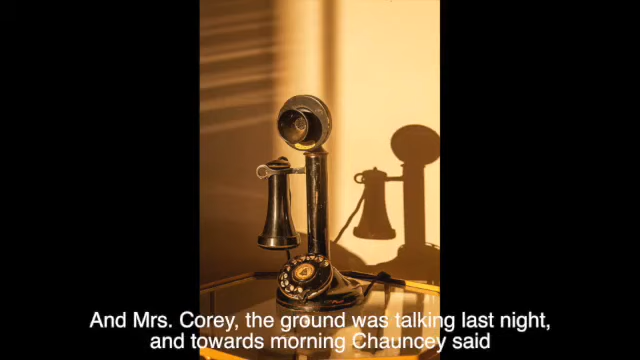 And Mrs. Corey, the ground was talking last night,
and towards morning Chauncey said